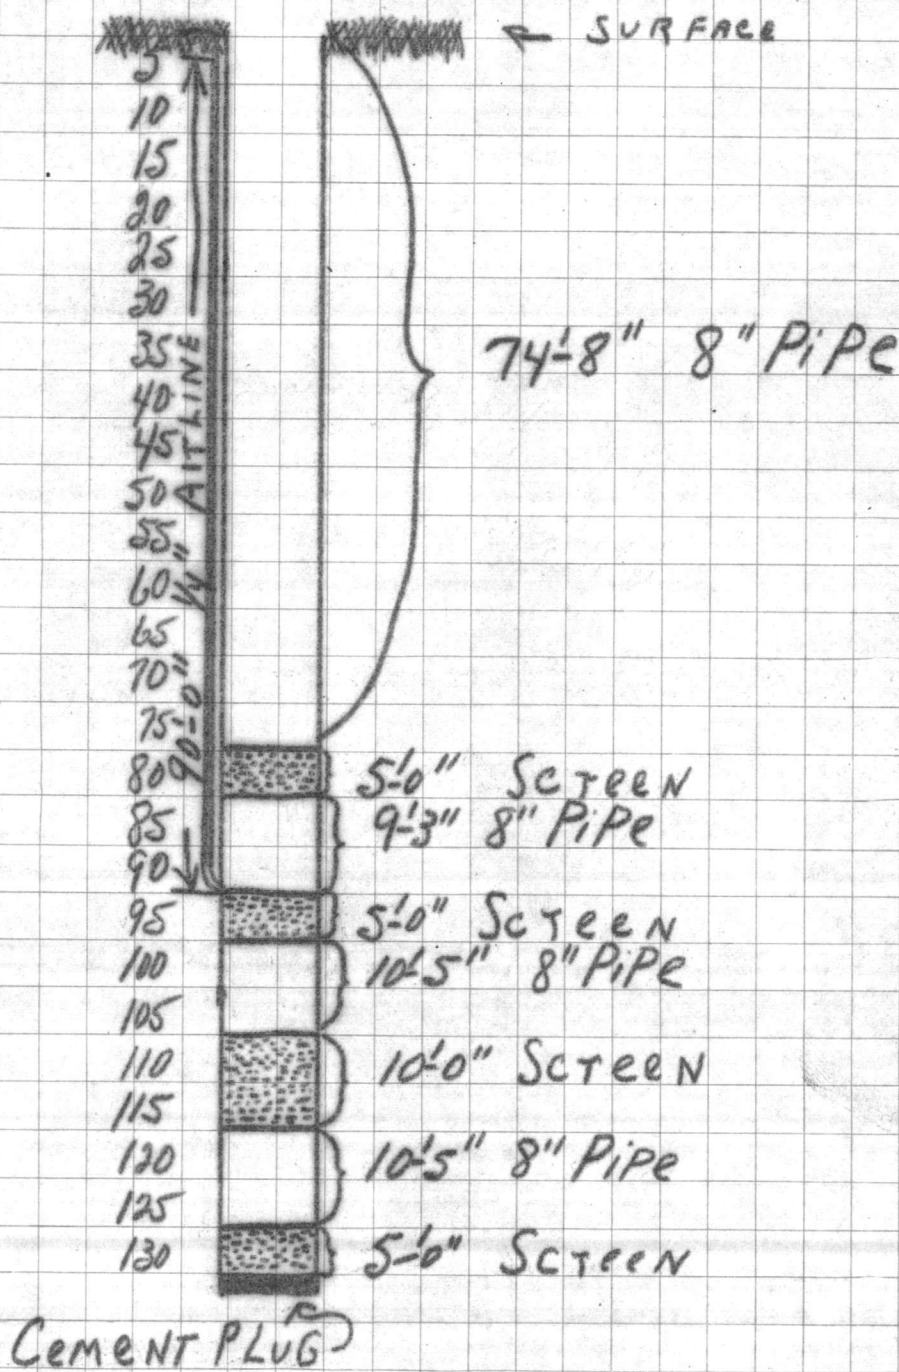 ← SURFACE
5
10
15
20
25
30
35
40
45
50
55
60
65
70
75
80
85
90
95
100
105
110
115
120
125
130
90'-0" 1/4" AirLINE
74'-8" 8" PiPe
5'-0" ScreeN
9'-3" 8" PiPe
5'-0" ScreeN
10'-5" 8" PiPe
10'-0" ScreeN
10'-5" 8" PiPe
5'-0" ScreeN
CemeNT PLUG